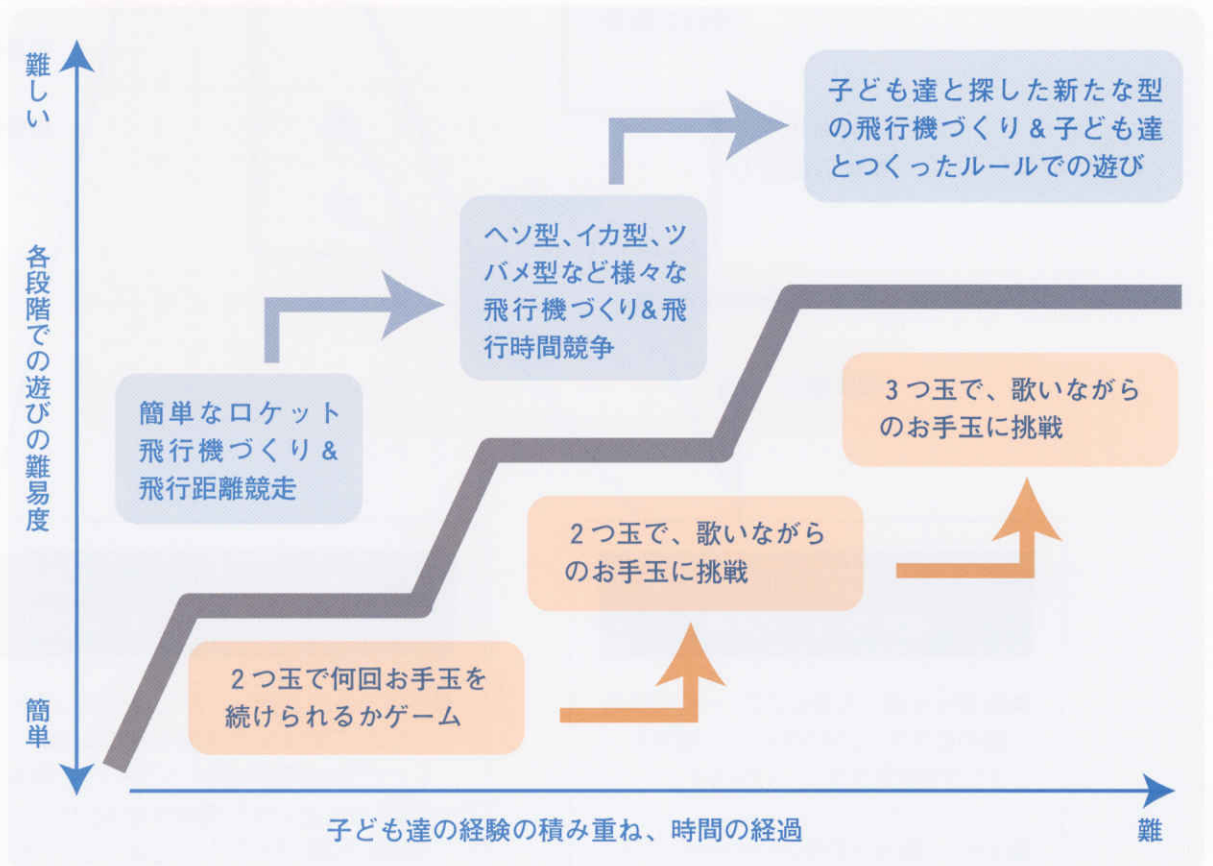 難しい
各段階での遊びの難易度
簡単
子ども達と探した新たな型
の飛行機づくり&子ども達
とつくったルールでの遊び
ヘソ型、イカ型、ツ
バメ型など様々な
飛行機づくり&飛
行時間競争
簡単なロケット
飛行機づくり&
飛行距離競走
3つ玉で、歌いながら
のお手玉に挑戦
2つ玉で、歌いながら
のお手玉に挑戦
2つ玉で何回お手玉を
続けられるかゲーム
子ども達の経験の積み重ね、時間の経過
難